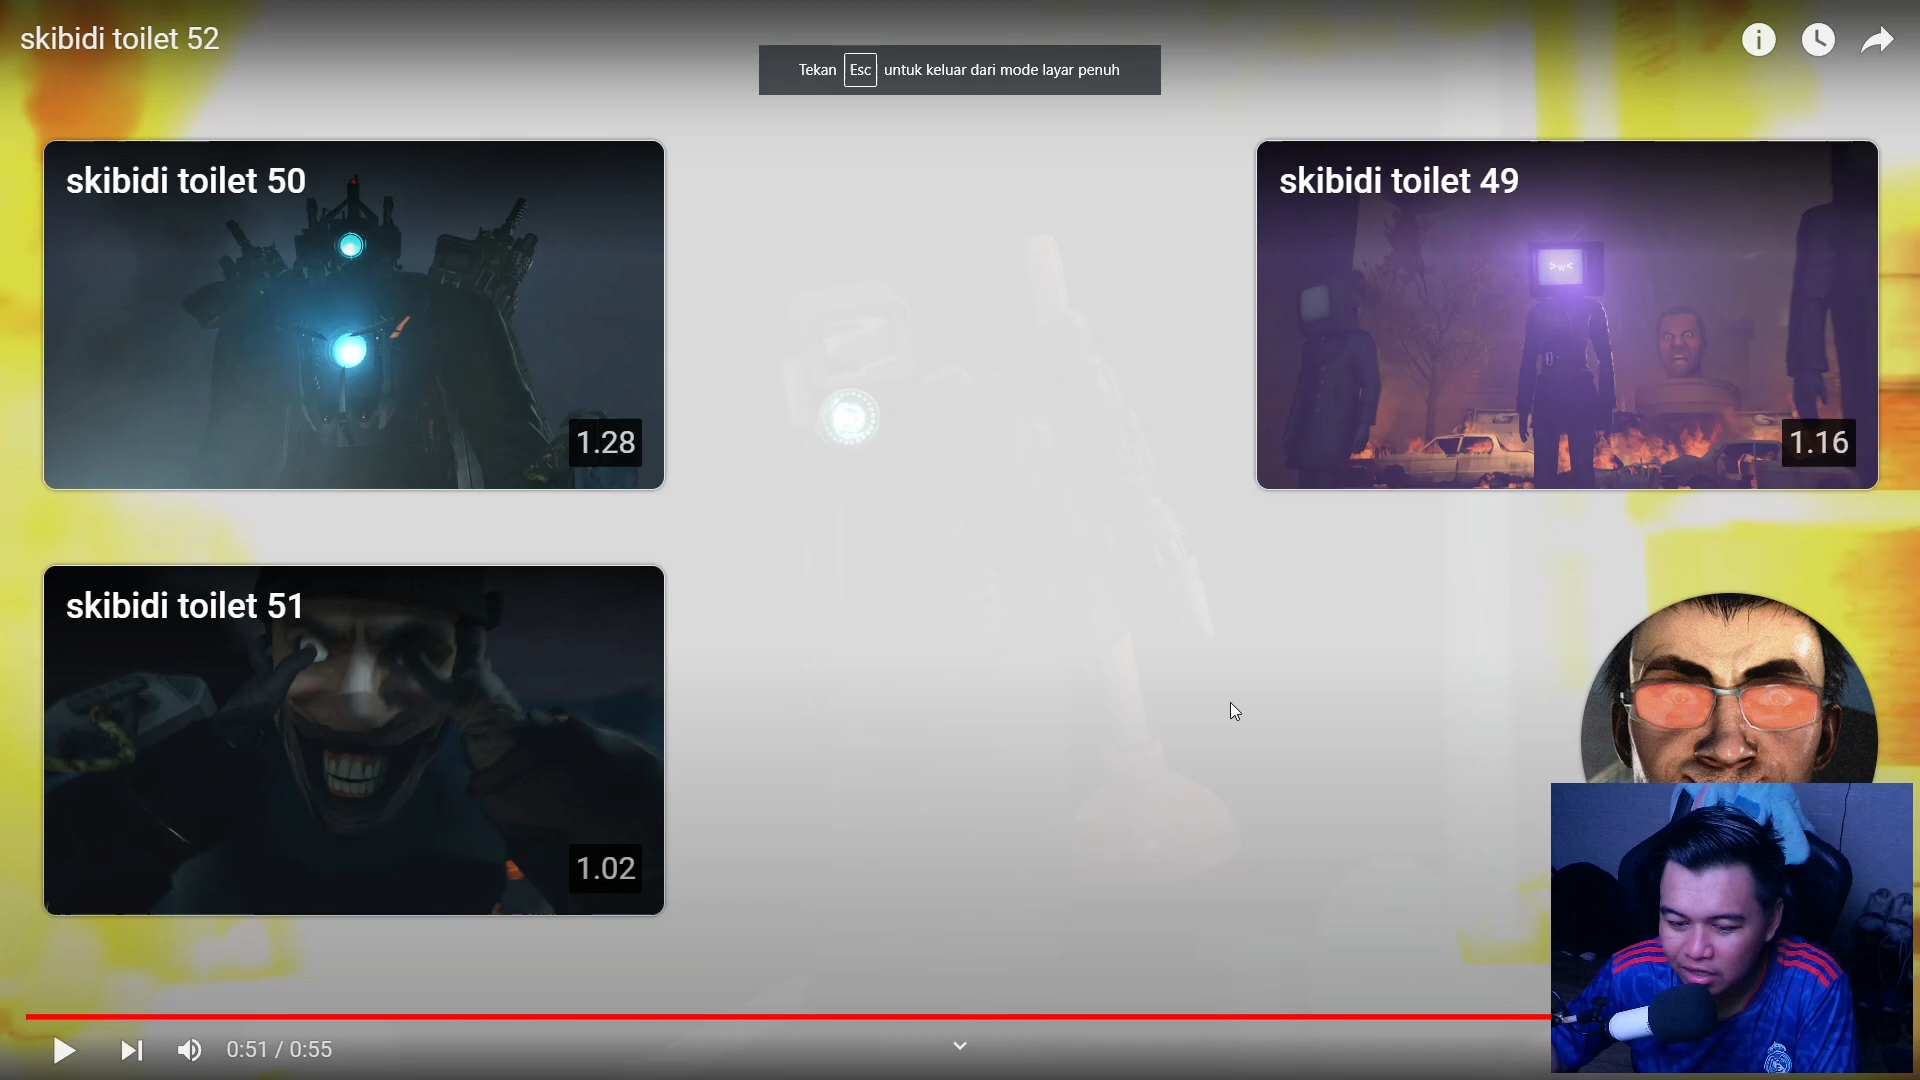 skibidi toilet 52
Tekan Esc untuk keluar dari mode layar penuh
skibidi toilet 50
1.28
skibidi toilet 49
>w<
1.16
skibidi toilet 51
1.02
0:51 / 0:55